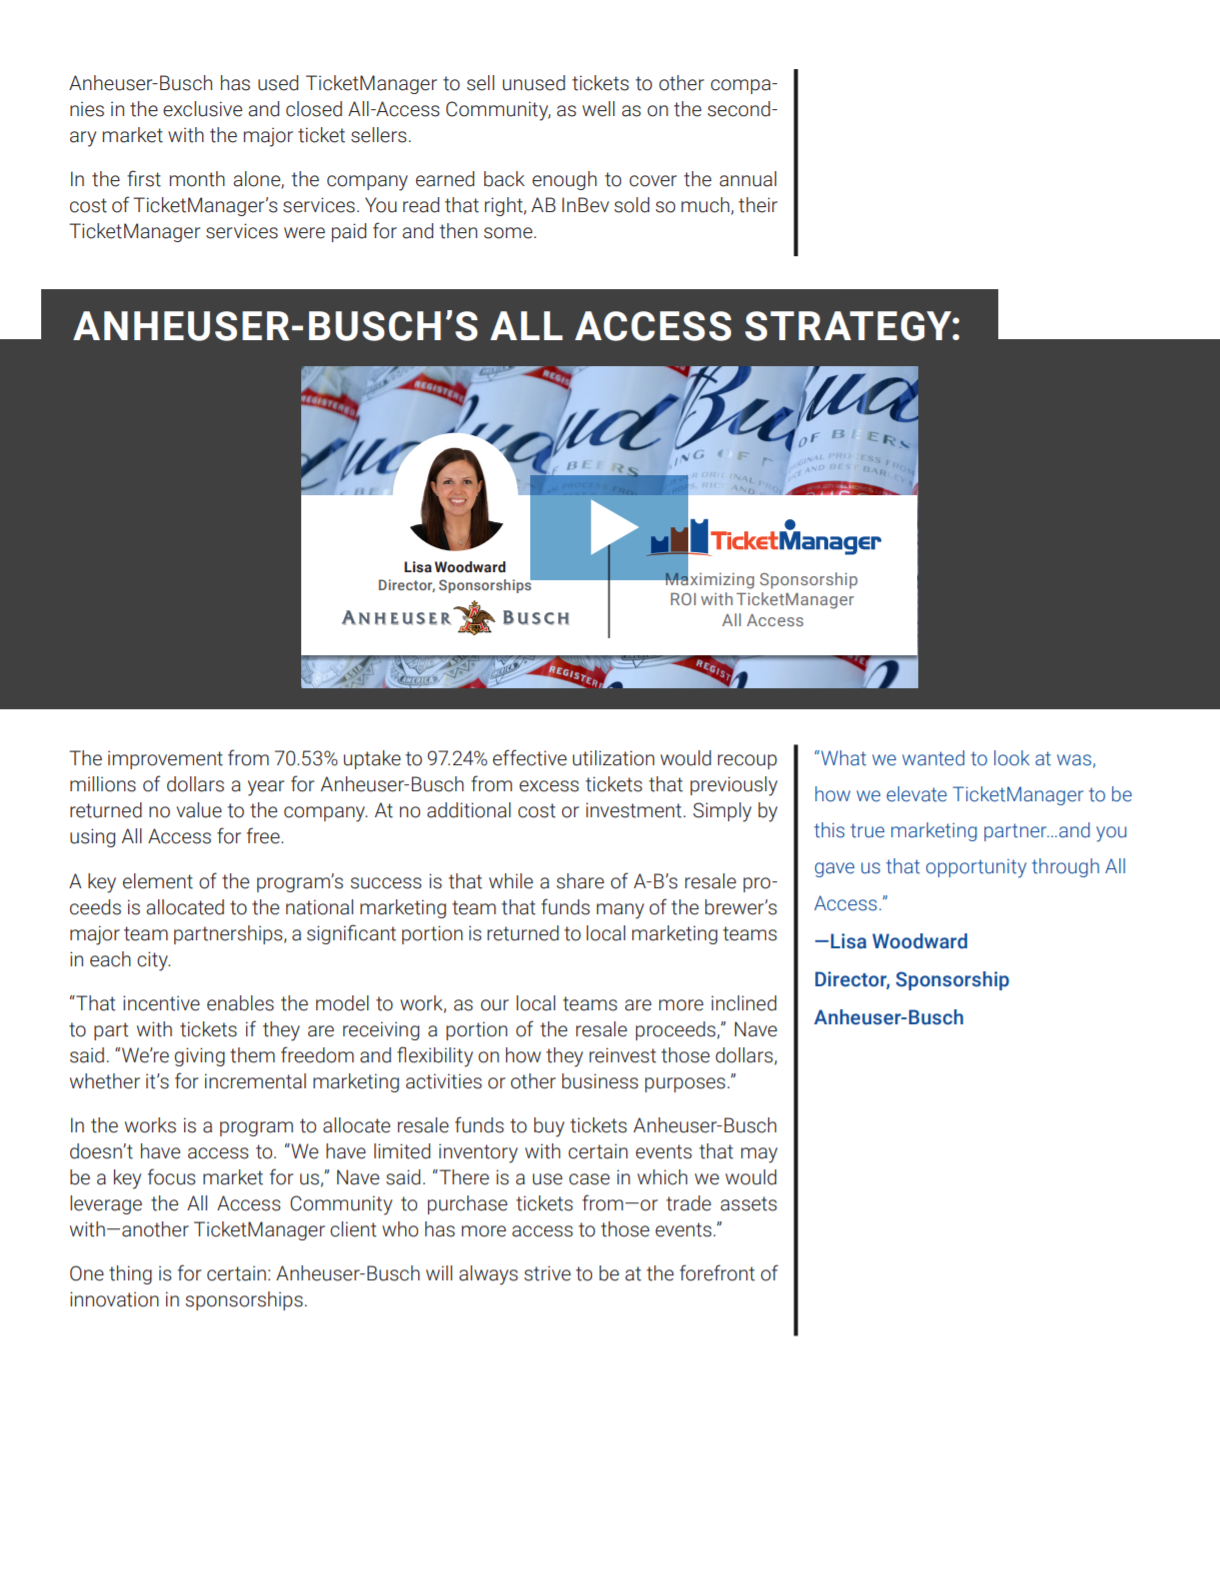 Anheuser-Busch has used TicketManager to sell unused tickets to other compa-
nies in the exclusive and closed All-Access Community, as well as on the second-
ary market with the major ticket sellers.
In the first month alone, the company earned back enough to cover the annual
cost of TicketManager’s services. You read that right, AB InBev sold so much, their
TicketManager services were paid for and then some.
ANHEUSER-BUSCH’S ALL ACCESS STRATEGY:
Lisa Woodward
Director, Sponsorships
ANHEUSER BUSCH
TicketManager
Maximizing Sponsorship
ROI with TicketManager
All Access
The improvement from 70.53% uptake to 97.24% effective utilization would recoup
millions of dollars a year for Anheuser-Busch from excess tickets that previously
returned no value to the company. At no additional cost or investment. Simply by
using All Access for free.
A key element of the program’s success is that while a share of A-B’s resale pro-
ceeds is allocated to the national marketing team that funds many of the brewer’s
major team partnerships, a significant portion is returned to local marketing teams
in each city.
“That incentive enables the model to work, as our local teams are more inclined
to part with tickets if they are receiving a portion of the resale proceeds,” Nave
said. “We’re giving them freedom and flexibility on how they reinvest those dollars,
whether it’s for incremental marketing activities or other business purposes.”
In the works is a program to allocate resale funds to buy tickets Anheuser-Busch
doesn’t have access to. “We have limited inventory with certain events that may
be a key focus market for us,” Nave said. “There is a use case in which we would
leverage the All Access Community to purchase tickets from—or trade assets
with—another TicketManager client who has more access to those events.”
One thing is for certain: Anheuser-Busch will always strive to be at the forefront of
innovation in sponsorships.
“What we wanted to look at was,
how we elevate TicketManager to be
this true marketing partner...and you
gave us that opportunity through All
Access.”
—Lisa Woodward
Director, Sponsorship
Anheuser-Busch